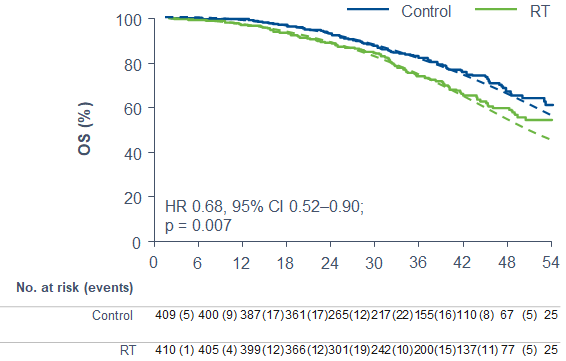 Control RT
100
80
60
40
20
0
OS (%)
HR 0.68, 95% CI 0.52–0.90;
p = 0.007
0 6 12 18 24 30 36 42 48 54
No. at risk (events)
Control 409 (5) 400 (9) 387 (17) 361 (17) 265 (12) 217 (22) 155 (16) 110 (8) 67 (5) 25
RT 410 (1) 405 (4) 399 (12) 366 (12) 301 (19) 242 (10) 200 (15) 137 (11) 77 (5) 25